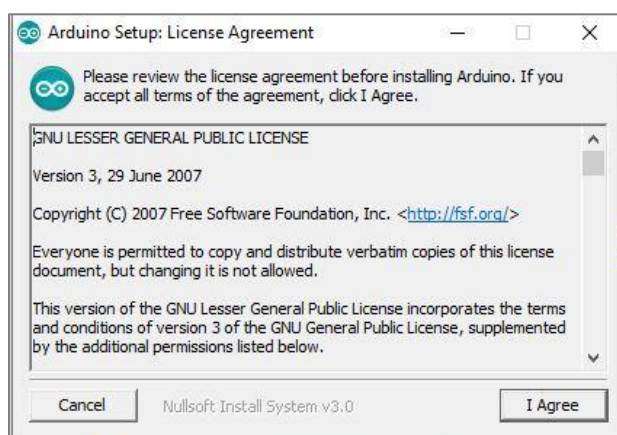 Arduino Setup: License Agreement
Please review the license agreement before installing Arduino. If you
accept all terms of the agreement, click I Agree.
GNU LESSER GENERAL PUBLIC LICENSE
Version 3, 29 June 2007
Copyright (C) 2007 Free Software Foundation, Inc. <http://fsf.org/>
Everyone is permitted to copy and distribute verbatim copies of this license
document, but changing it is not allowed.
This version of the GNU Lesser General Public License incorporates the terms
and conditions of version 3 of the GNU General Public License, supplemented
by the additional permissions listed below.
Cancel
Nullsoft Install System v3.0
I Agree